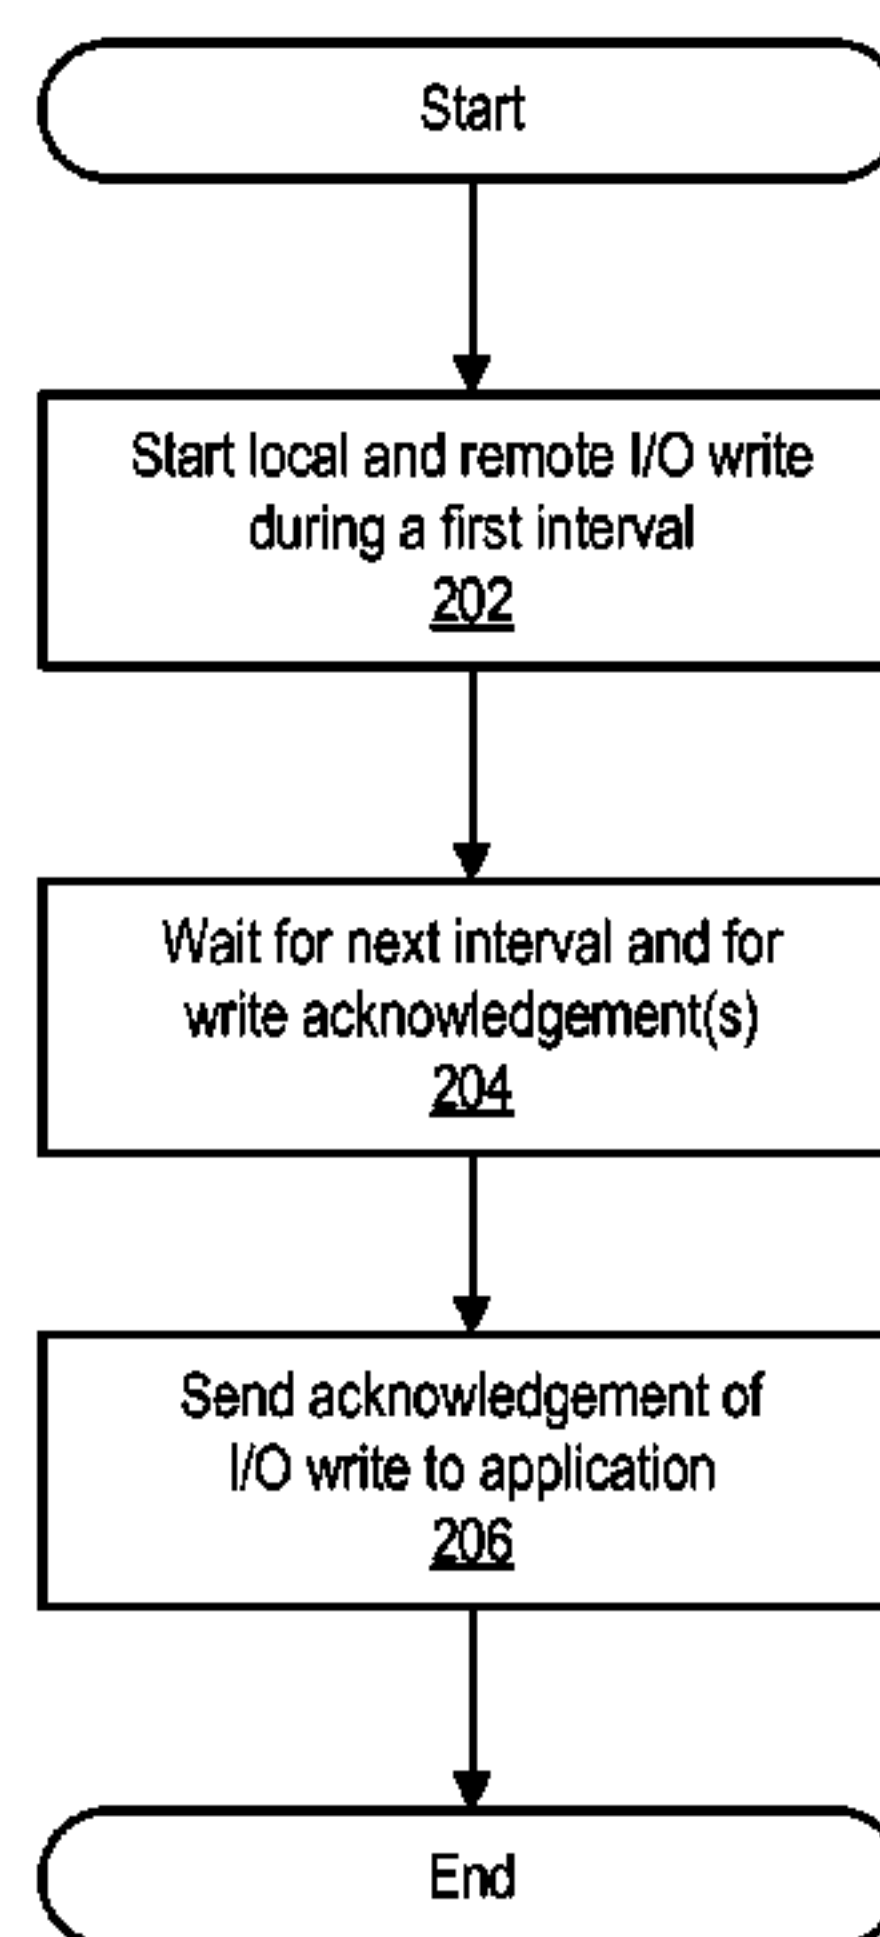 Start
Start local and remote I/O write
during a first interval
202
Wait for next interval and for
write acknowledgement(s)
204
Send acknowledgement of
I/O write to application
206
End